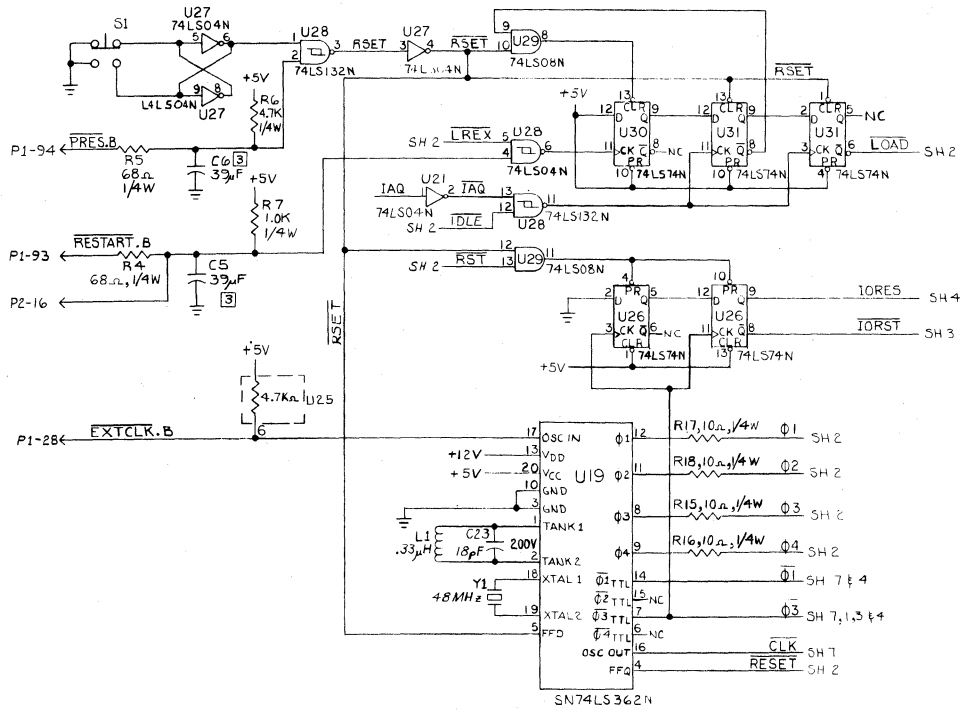 S1
U27
74LS04N
5 6
9 8
L4LS04N
U27
1
2
U28
3
74LS132N
RSET
U27
3 4
RSET
9
10
U29
8
74LS08N
RSET
+5V
R6
4.7K
1/4W
P1-94
PRES.B
R5
68Ω
1/4W
C6 3
39µF
+5V
R7
1.0K
1/4W
SH 2
LREX
5
4
U28
6
74LS04N
+5V
13
CLR
12 D Q 9
U30
11 CK Q 8 NC
PR
10 74LS74N
13
CLR
12 D Q 9
U31
11 CK Q 8
PR
10 74LS74N
1
CLR
2 D Q 5 NC
U31
3 CK Q 6
PR
4 74LS74N
LOAD
SH 2
IAQ
U21
1 2
74LS04N
IAQ
13
12
IDLE
SH 2
11
U28
74LS132N
P1-93
RESTART.B
R4
68Ω, 1/4W
C5
39µF
3
P2-16
RSET
SH 2
RST
12
13
U29
11
74LS08N
4
PR
2 D Q 5
U26
3 CK Q 6 NC
CLR
1 74LS74N
10
PR
12 D Q 9
U26
11 CK Q 8
CLR
13 74LS74N
+5V
IORES
SH 4
IORST
SH 3
+5V
4.7KΩ
U25
6
P1-28
EXTCLK.B
17 OSC IN
+12V 13 VDD
+5V 20 VCC
10 GND
3 GND
1 TANK1
L1
.33µH
C23
18pF
200V
2 TANK2
18 XTAL 1
Y1
48MHz
19 XTAL2
5 FFD
U19
ϕ1 12 R17,10Ω,1/4W ϕ1 SH 2
ϕ2 11 R18,10Ω,1/4W ϕ2 SH 2
ϕ3 8 R15,10Ω,1/4W ϕ3 SH 2
ϕ4 9 R16,10Ω,1/4W ϕ4 SH 2
ϕ1 TTL 14 ϕ1 SH 7 & 4
ϕ2 TTL 15 NC
ϕ3 TTL 7 ϕ3 SH 7,1,3 & 4
ϕ4 TTL 6 NC
OSC OUT 16 CLK SH 7
FFQ 4 RESET SH 2
SN74LS362N